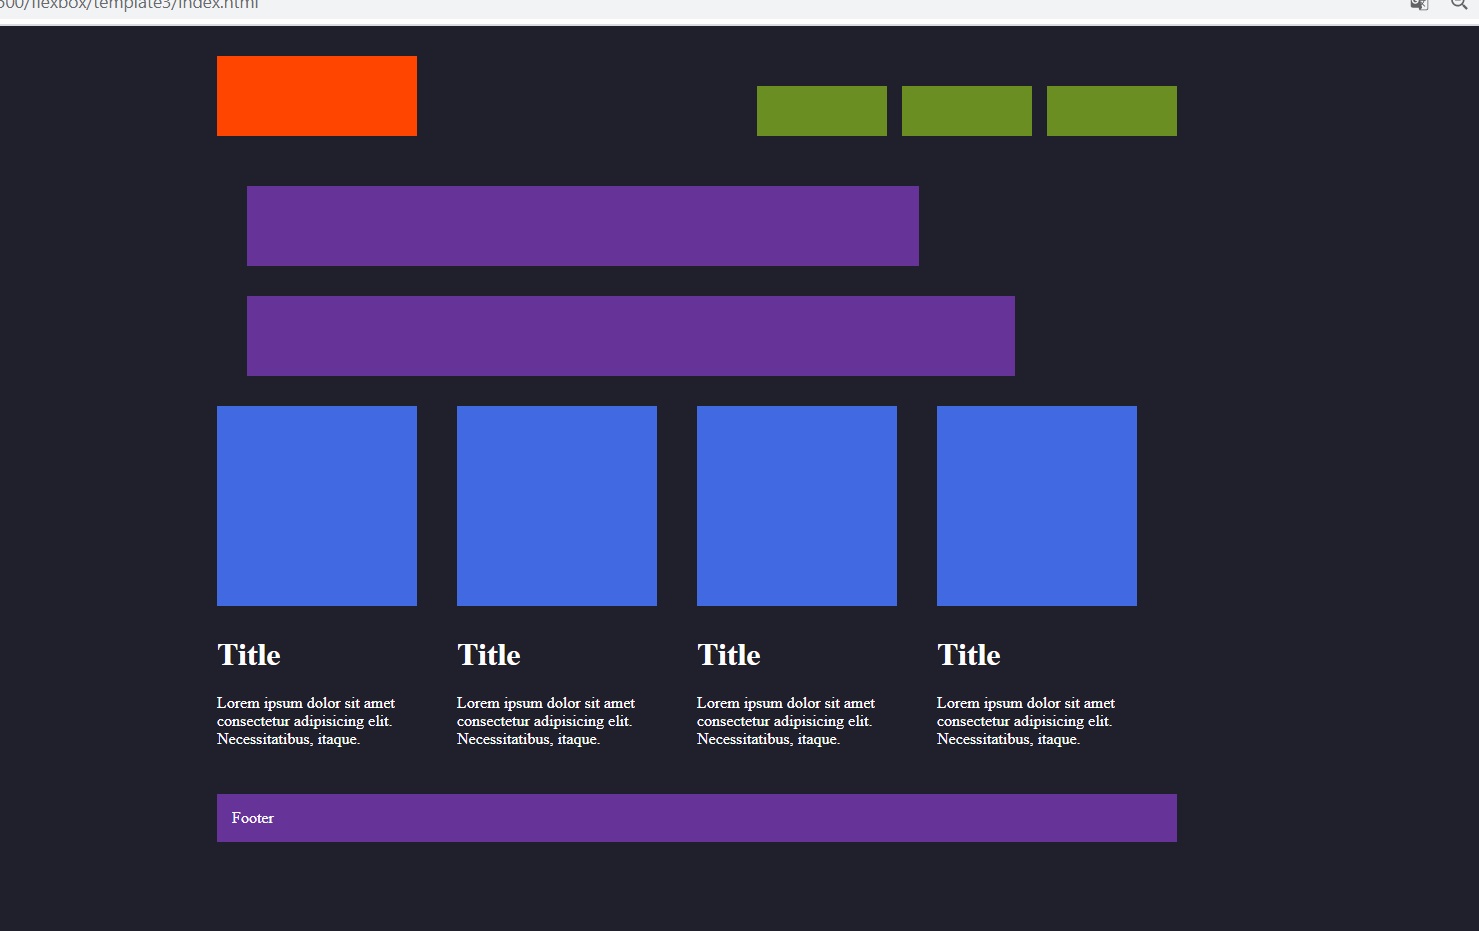 500/flexbox/template3/index.html
Title
Lorem ipsum dolor sit amet
consectetur adipisicing elit.
Necessitatibus, itaque.
Title
Lorem ipsum dolor sit amet
consectetur adipisicing elit.
Necessitatibus, itaque.
Title
Lorem ipsum dolor sit amet
consectetur adipisicing elit.
Necessitatibus, itaque.
Title
Lorem ipsum dolor sit amet
consectetur adipisicing elit.
Necessitatibus, itaque.
Footer